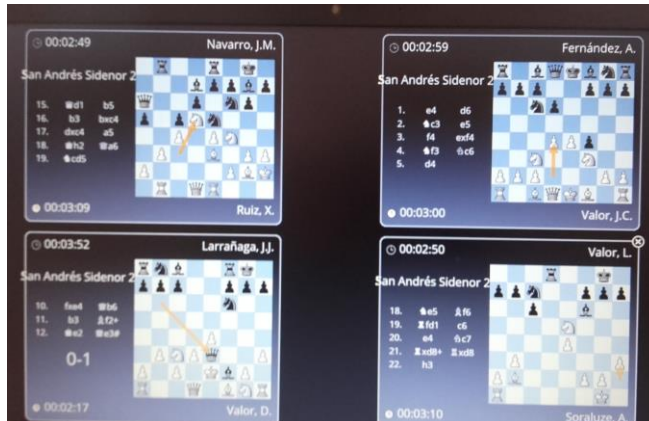 00:02:49 Navarro, J.M.
San Andrés Sidenor 2
15. ♛d1 b5
16. b3 bxc4
17. dxc4 a5
18. ♚h2 ♛a6
19. ♞cd5
00:03:09 Ruiz, X.
00:02:59 Fernández, A.
San Andrés Sidenor 2
1. e4 d6
2. ♞c3 e5
3. f4 exf4
4. ♞f3 ♘c6
5. d4
00:03:00 Valor, J.C.
00:03:52 Larrañaga, J.J.
San Andrés Sidenor 2
10. fxe4 ♛b6
11. b3 ♗f2+
12. ♚e2 ♛e3#
0-1
00:02:17 Valor, D.
00:02:50 Valor, L.
San Andrés Sidenor 2
18. ♞e5 ♗f6
19. ♜fd1 c6
20. e4 ♘c7
21. ♜xd8+ ♜xd8
22. h3
00:03:10 Soraluze, A.